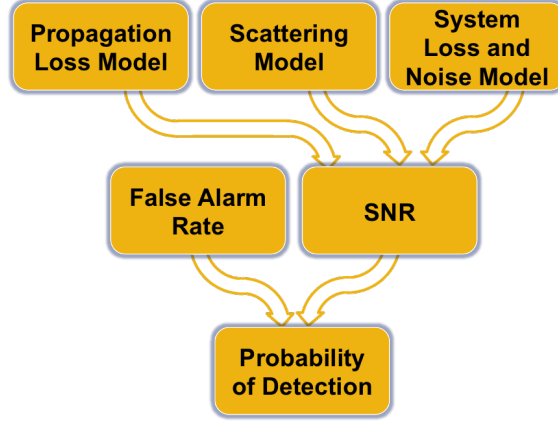 Propagation
Loss Model
Scattering
Model
System
Loss and
Noise Model
False Alarm
Rate
SNR
Probability
of Detection